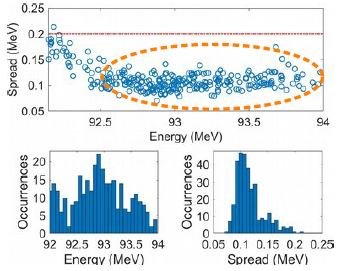 0.25
0.2
0.15
0.1
0.05
Spread (MeV)
92.5 93 93.5 94
Energy (MeV)
20
15
10
5
0
Occurrences
92 92.5 93 93.5 94
Energy (MeV)
40
30
20
10
0
Occurrences
0.05 0.1 0.15 0.2 0.25
Spread (MeV)